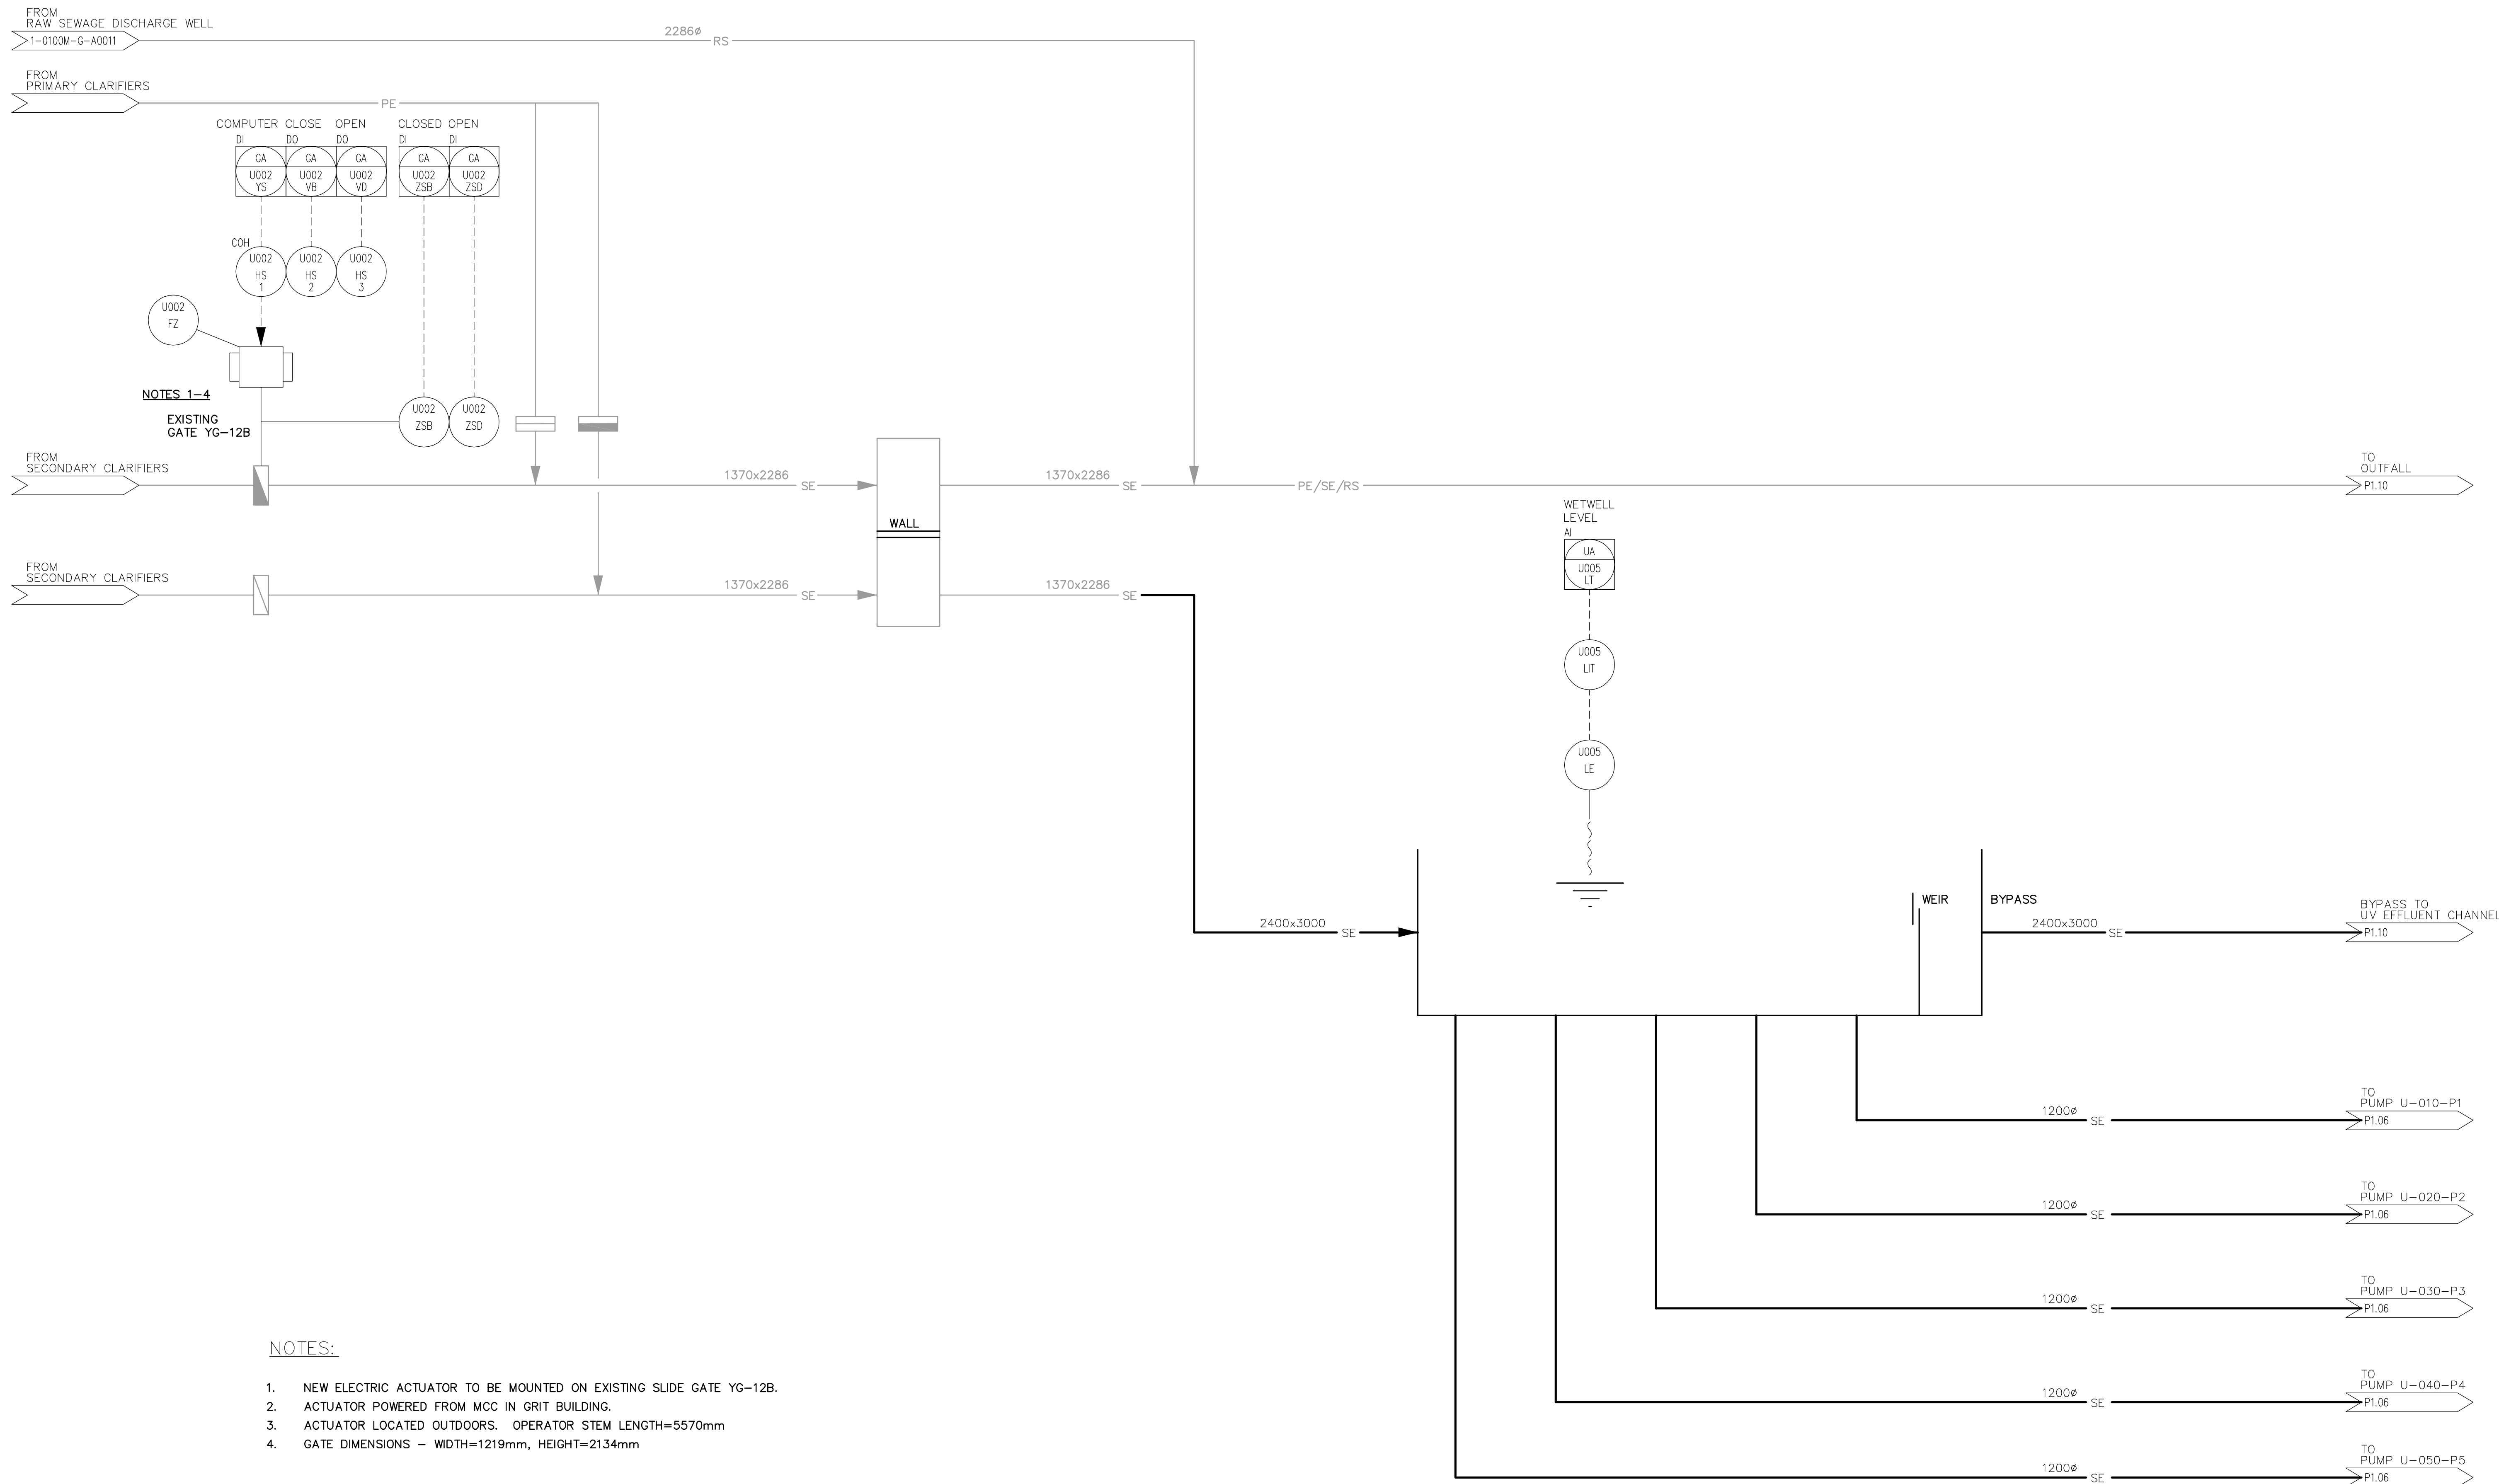 FROM
RAW SEWAGE DISCHARGE WELL
1-0100M-G-A0011
2286ø
RS
FROM
PRIMARY CLARIFIERS
PE
COMPUTER CLOSE OPEN CLOSED OPEN
DI DO DO DI DI
GA GA GA GA GA
U002 U002 U002 U002 U002
YS VB VD ZSB ZSD
COH
U002 U002 U002
HS HS HS
1 2 3
U002
FZ
NOTES 1-4
EXISTING
GATE YG-12B
U002 U002
ZSB ZSD
FROM
SECONDARY CLARIFIERS
1370x2286
SE
1370x2286
SE
PE/SE/RS
TO
OUTFALL
P1.10
WALL
FROM
SECONDARY CLARIFIERS
1370x2286
SE
1370x2286
SE
WETWELL
LEVEL
AI
UA
U005
LT
U005
LIT
U005
LE
2400x3000
SE
WEIR
BYPASS
2400x3000
SE
BYPASS TO
UV EFFLUENT CHANNEL
P1.10
1200ø
SE
TO
PUMP U-010-P1
P1.06
1200ø
SE
TO
PUMP U-020-P2
P1.06
1200ø
SE
TO
PUMP U-030-P3
P1.06
1200ø
SE
TO
PUMP U-040-P4
P1.06
1200ø
SE
TO
PUMP U-050-P5
P1.06
NOTES:
1. NEW ELECTRIC ACTUATOR TO BE MOUNTED ON EXISTING SLIDE GATE YG-12B.
2. ACTUATOR POWERED FROM MCC IN GRIT BUILDING.
3. ACTUATOR LOCATED OUTDOORS. OPERATOR STEM LENGTH=5570mm
4. GATE DIMENSIONS - WIDTH=1219mm, HEIGHT=2134mm